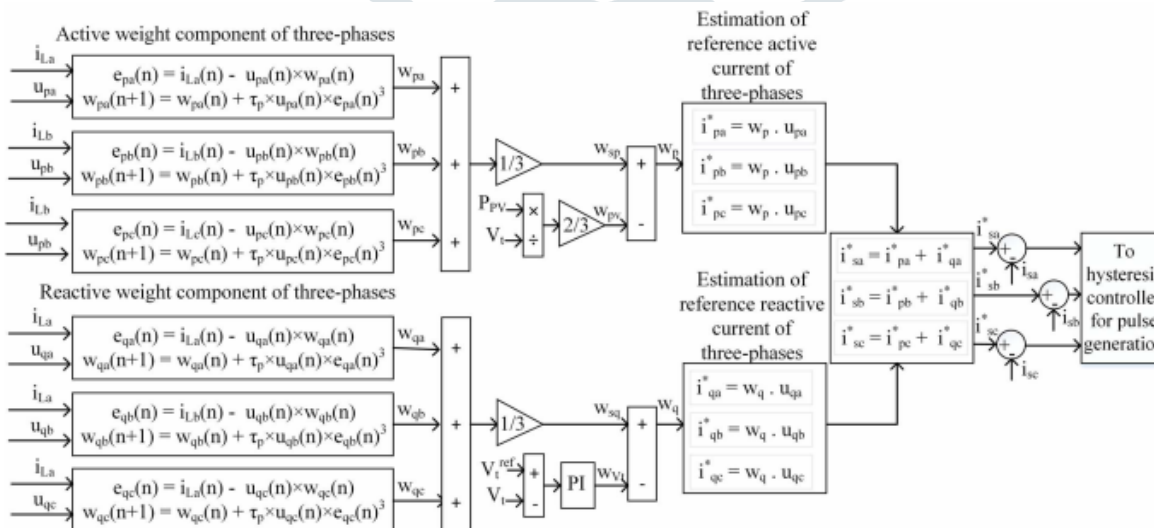 Active weight component of three-phases
i_La
u_pa
e_pa(n) = i_La(n) - u_pa(n)×w_pa(n)
w_pa(n+1) = w_pa(n) + τ_p×u_pa(n)×e_pa(n)^3
w_pa
+
i_Lb
u_pb
e_pb(n) = i_Lb(n) - u_pb(n)×w_pb(n)
w_pb(n+1) = w_pb(n) + τ_p×u_pb(n)×e_pb(n)^3
w_pb
+
i_Lb
u_pb
e_pc(n) = i_Lc(n) - u_pc(n)×w_pc(n)
w_pc(n+1) = w_pc(n) + τ_p×u_pc(n)×e_pc(n)^3
w_pc
+
1/3
w_sp
P_PV
V_t
×
÷
2/3
w_pv
+
-
w_p
Estimation of
reference active
current of
three-phases
i*_pa = w_p . u_pa
i*_pb = w_p . u_pb
i*_pc = w_p . u_pc
Reactive weight component of three-phases
i_La
u_qa
e_qa(n) = i_La(n) - u_qa(n)×w_qa(n)
w_qa(n+1) = w_qa(n) + τ_p×u_qa(n)×e_qa(n)^3
w_qa
+
i_La
u_qb
e_qb(n) = i_Lb(n) - u_qb(n)×w_qb(n)
w_qb(n+1) = w_qb(n) + τ_p×u_qb(n)×e_qb(n)^3
w_qb
+
i_La
u_qc
e_qc(n) = i_La(n) - u_qc(n)×w_qc(n)
w_qc(n+1) = w_qc(n) + τ_p×u_qc(n)×e_qc(n)^3
w_qc
+
1/3
w_sq
V_t^ref
V_t
+
-
PI
w_Vt
+
-
w_q
Estimation of
reference reactive
current of
three-phases
i*_qa = w_q . u_qa
i*_qb = w_q . u_qb
i*_qc = w_q . u_qc
i*_sa = i*_pa + i*_qa
i*_sb = i*_pb + i*_qb
i*_sc = i*_pc + i*_qc
i*_sa
+
-
i_sa
i*_sb
+
-
i_sb
i*_sc
+
-
i_sc
To
hysteresi
controlle
for pulse
generation